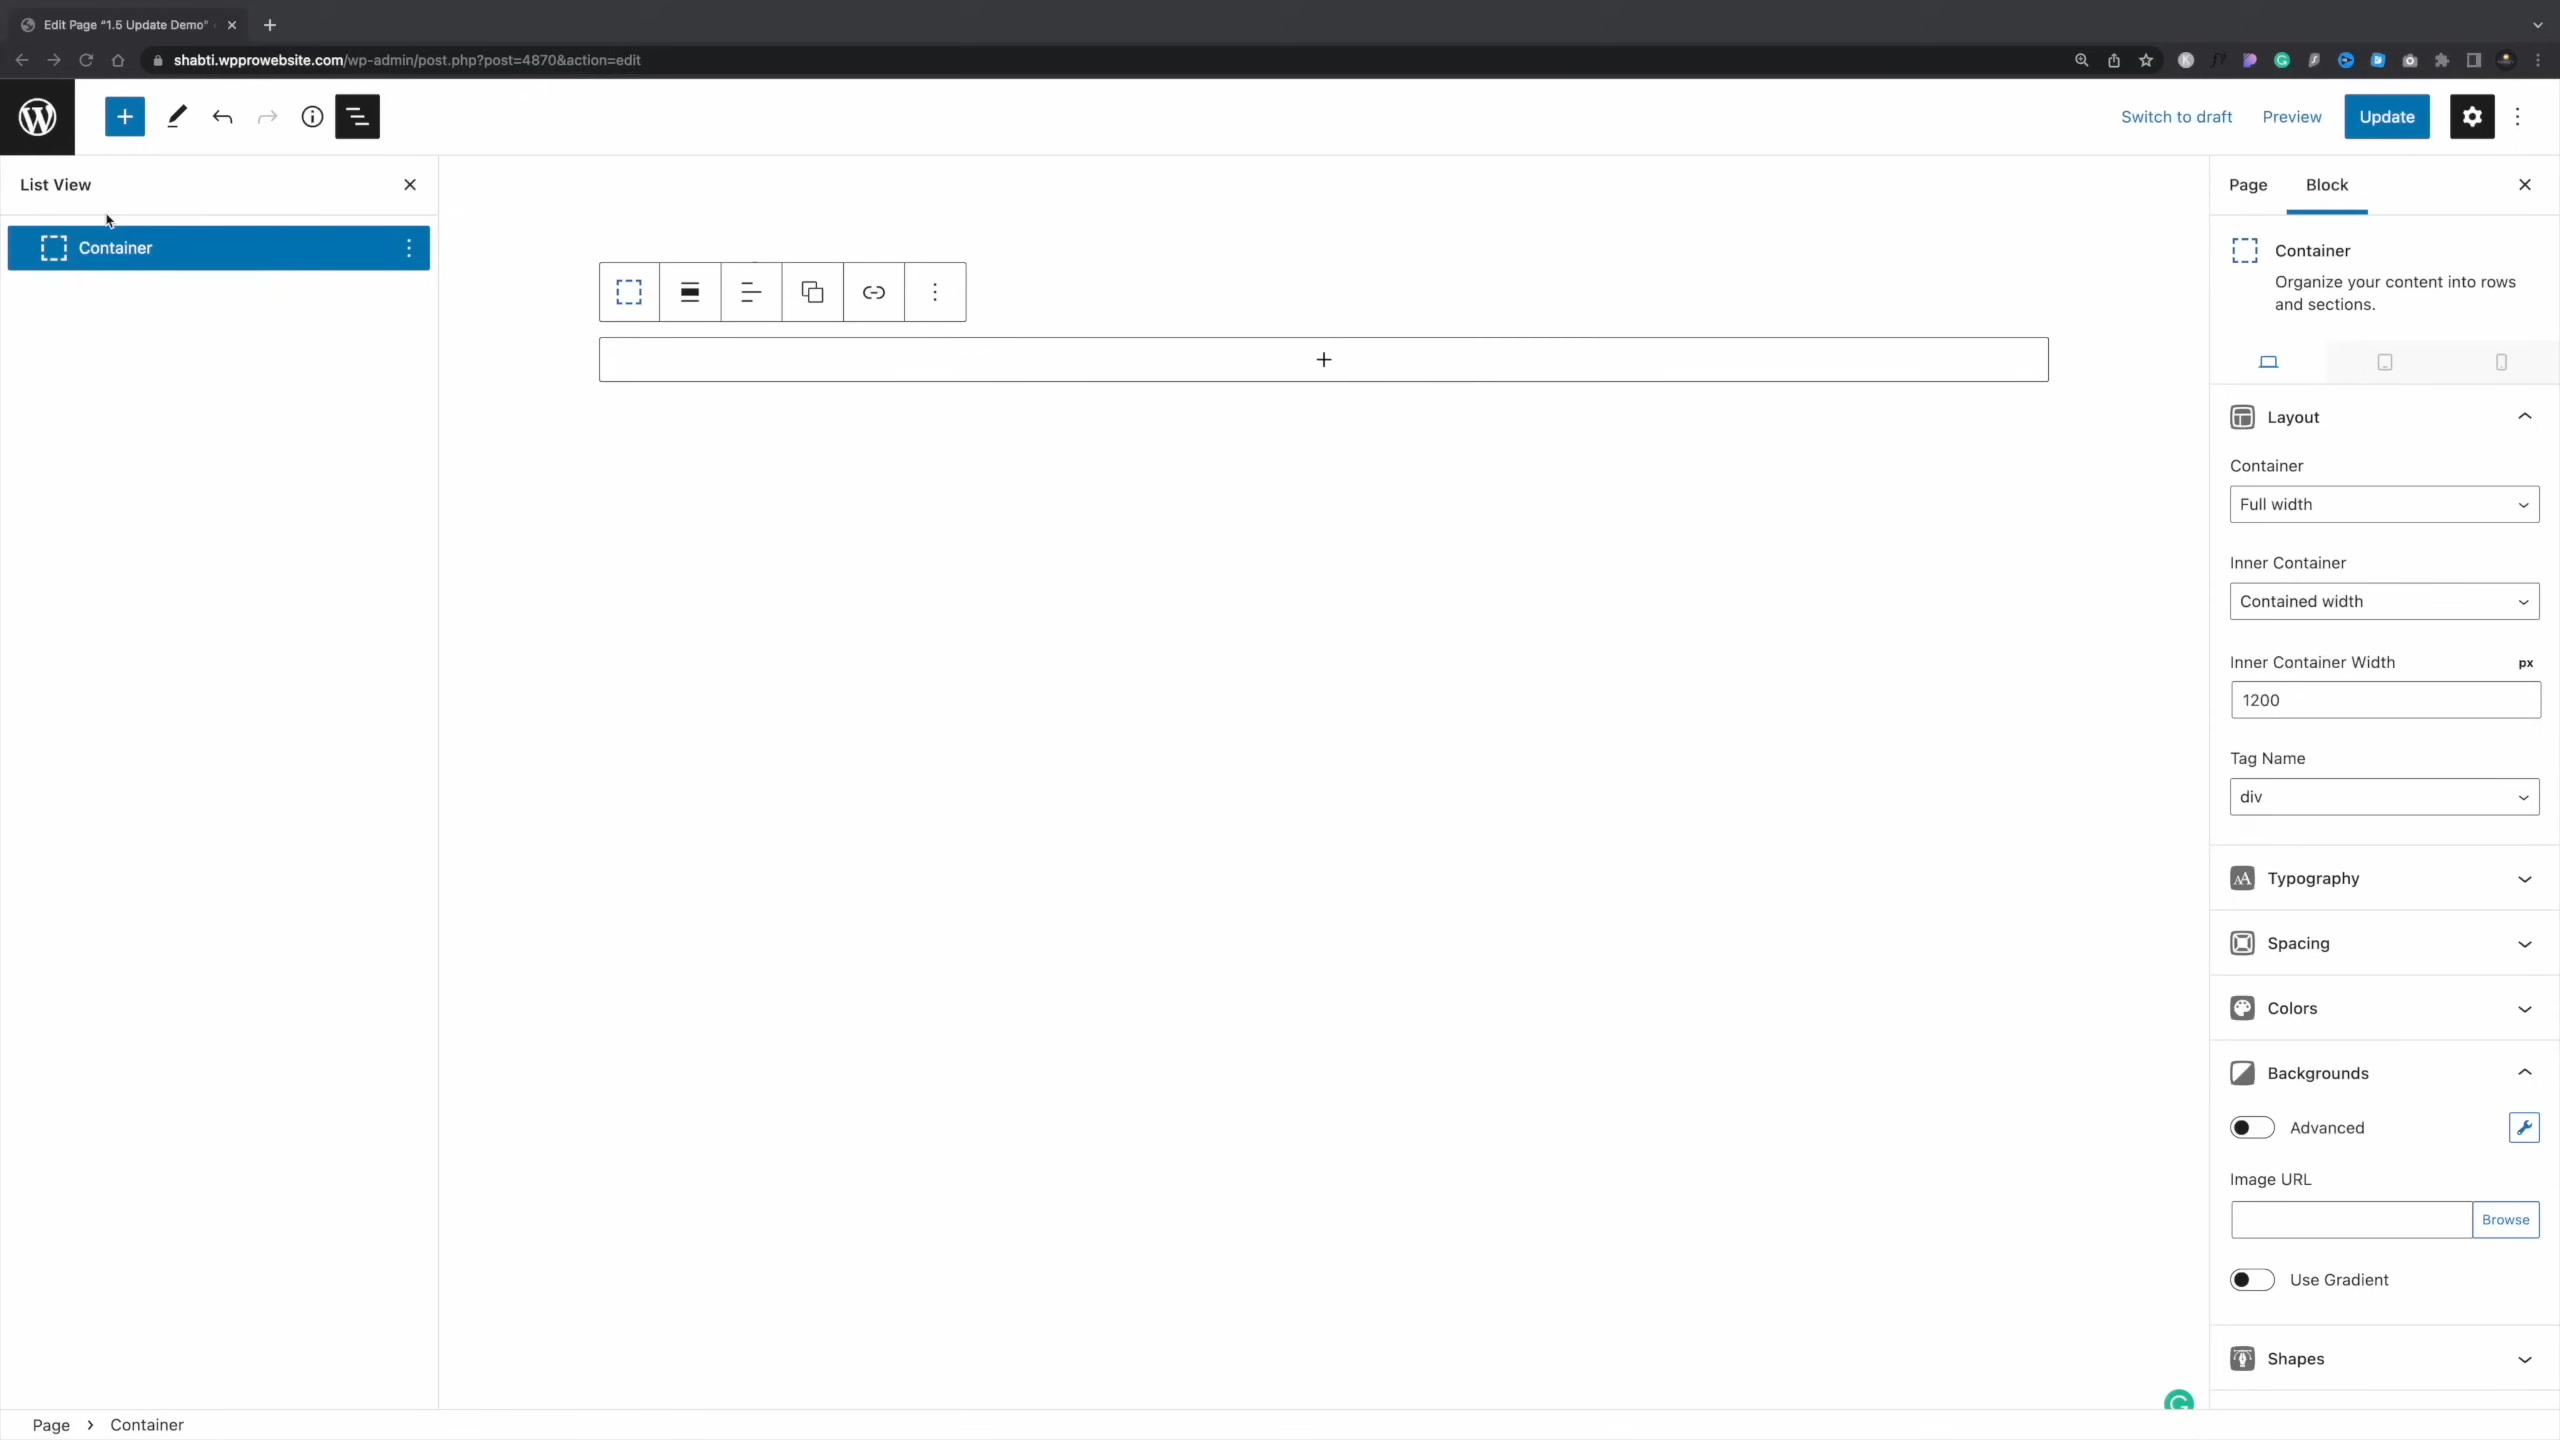 Edit Page “1.5 Update Demo”
shabti.wpprowebsite.com/wp-admin/post.php?post=4870&action=edit
Switch to draft
Preview
Update
List View
Page
Block
Container
Container
Organize your content into rows
and sections.
Layout
Container
Full width
Inner Container
Contained width
Inner Container Width
px
1200
Tag Name
div
Typography
Spacing
Colors
Backgrounds
Advanced
Image URL
Browse
Use Gradient
Shapes
Page
Container